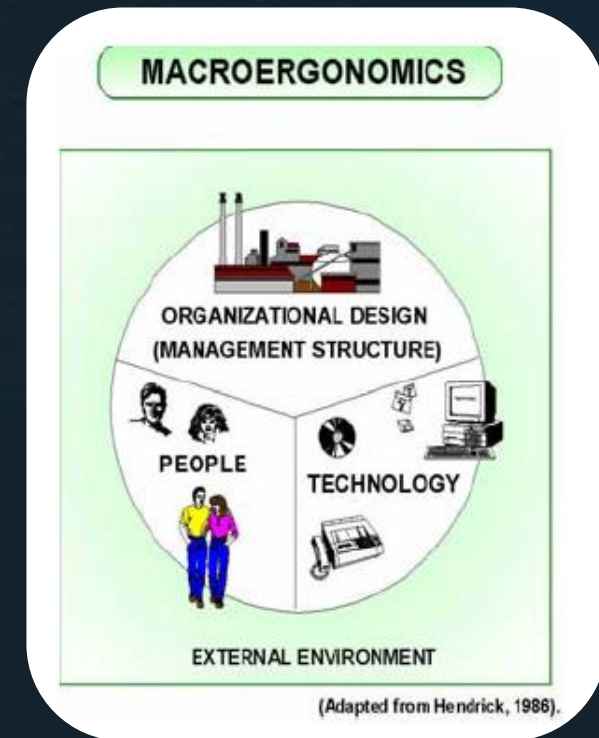 MACROERGONOMICS
ORGANIZATIONAL DESIGN
(MANAGEMENT STRUCTURE)
PEOPLE
TECHNOLOGY
EXTERNAL ENVIRONMENT
(Adapted from Hendrick, 1986).